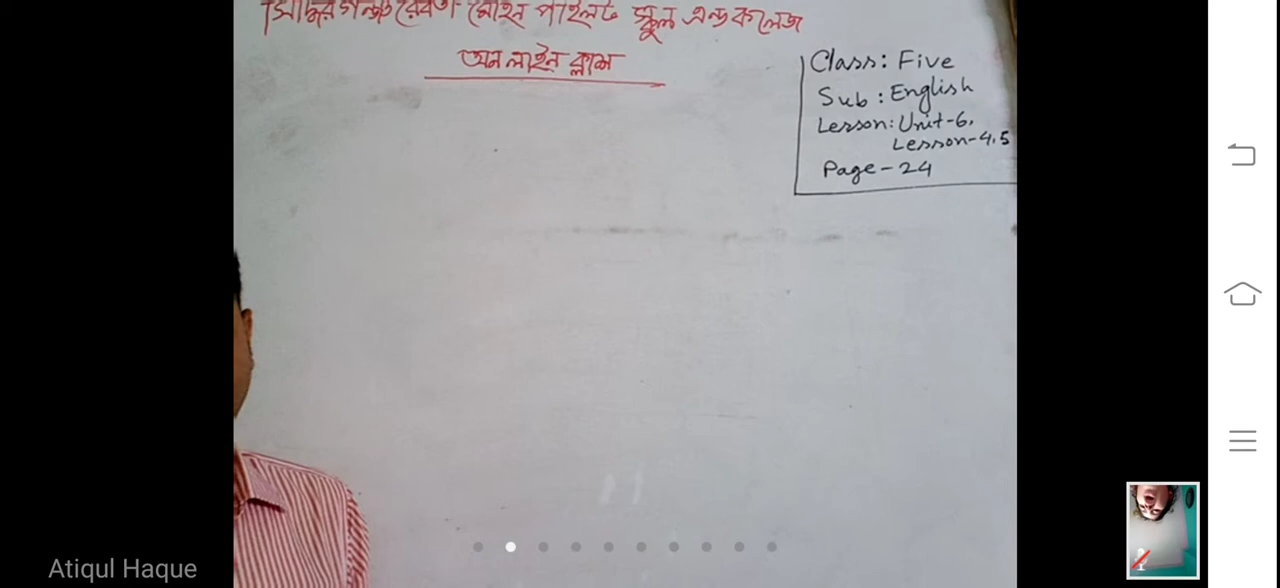 সিদ্ধিরগঞ্জ রেবতী মোহন পাইলট স্কুল এন্ড কলেজ
অনলাইন ক্লাশ
Class: Five
Sub: English
Lesson: Unit-6,
Lesson-4,5
Page-24
Atiqul Haque